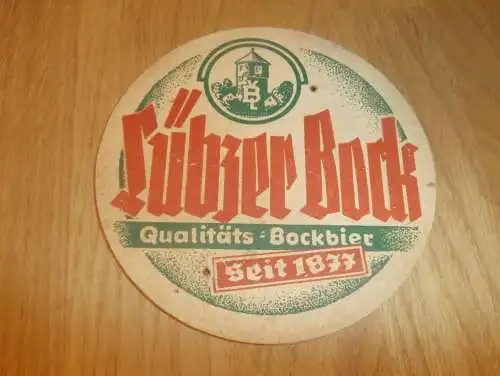 B
L
Lübzer Bock
Qualitäts-Bockbier
Seit 1877